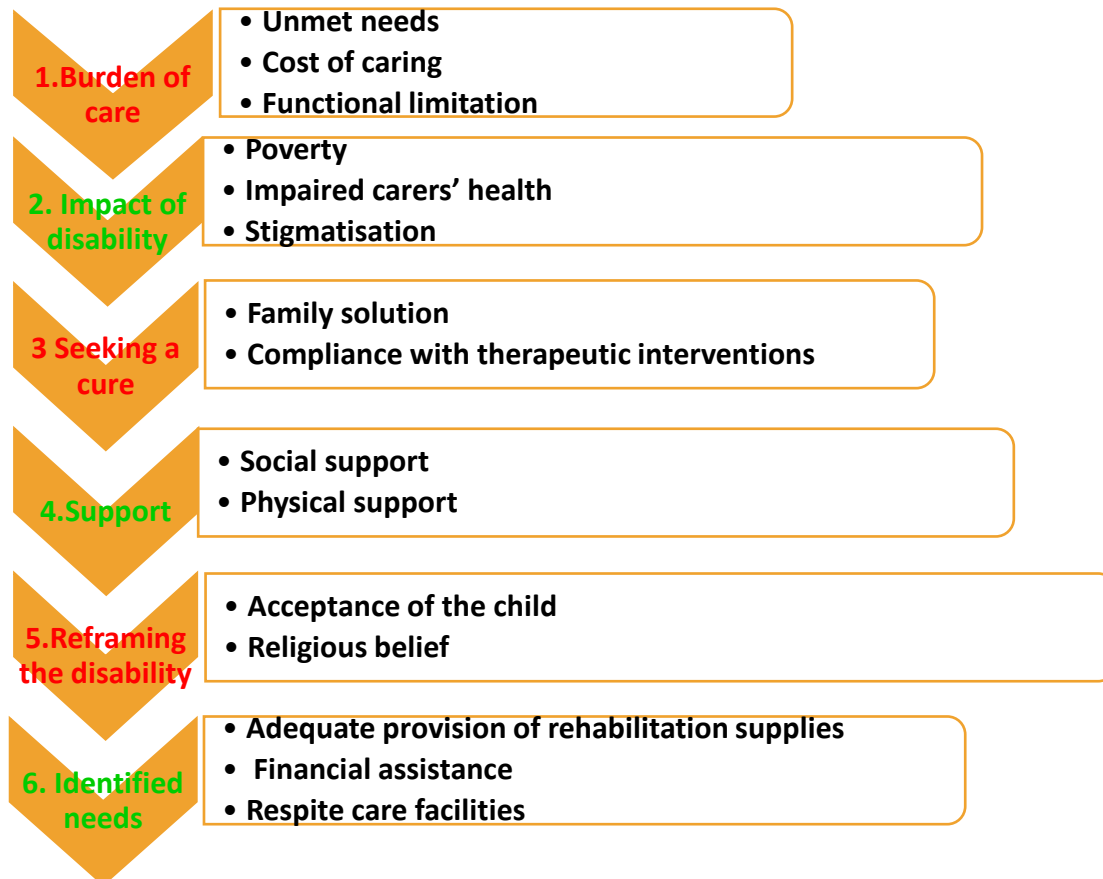 1.Burden of
care
• Unmet needs
• Cost of caring
• Functional limitation
2. Impact of
disability
• Poverty
• Impaired carers’ health
• Stigmatisation
3 Seeking a
cure
• Family solution
• Compliance with therapeutic interventions
4.Support
• Social support
• Physical support
5.Reframing
the disability
• Acceptance of the child
• Religious belief
6. Identified
needs
• Adequate provision of rehabilitation supplies
• Financial assistance
• Respite care facilities